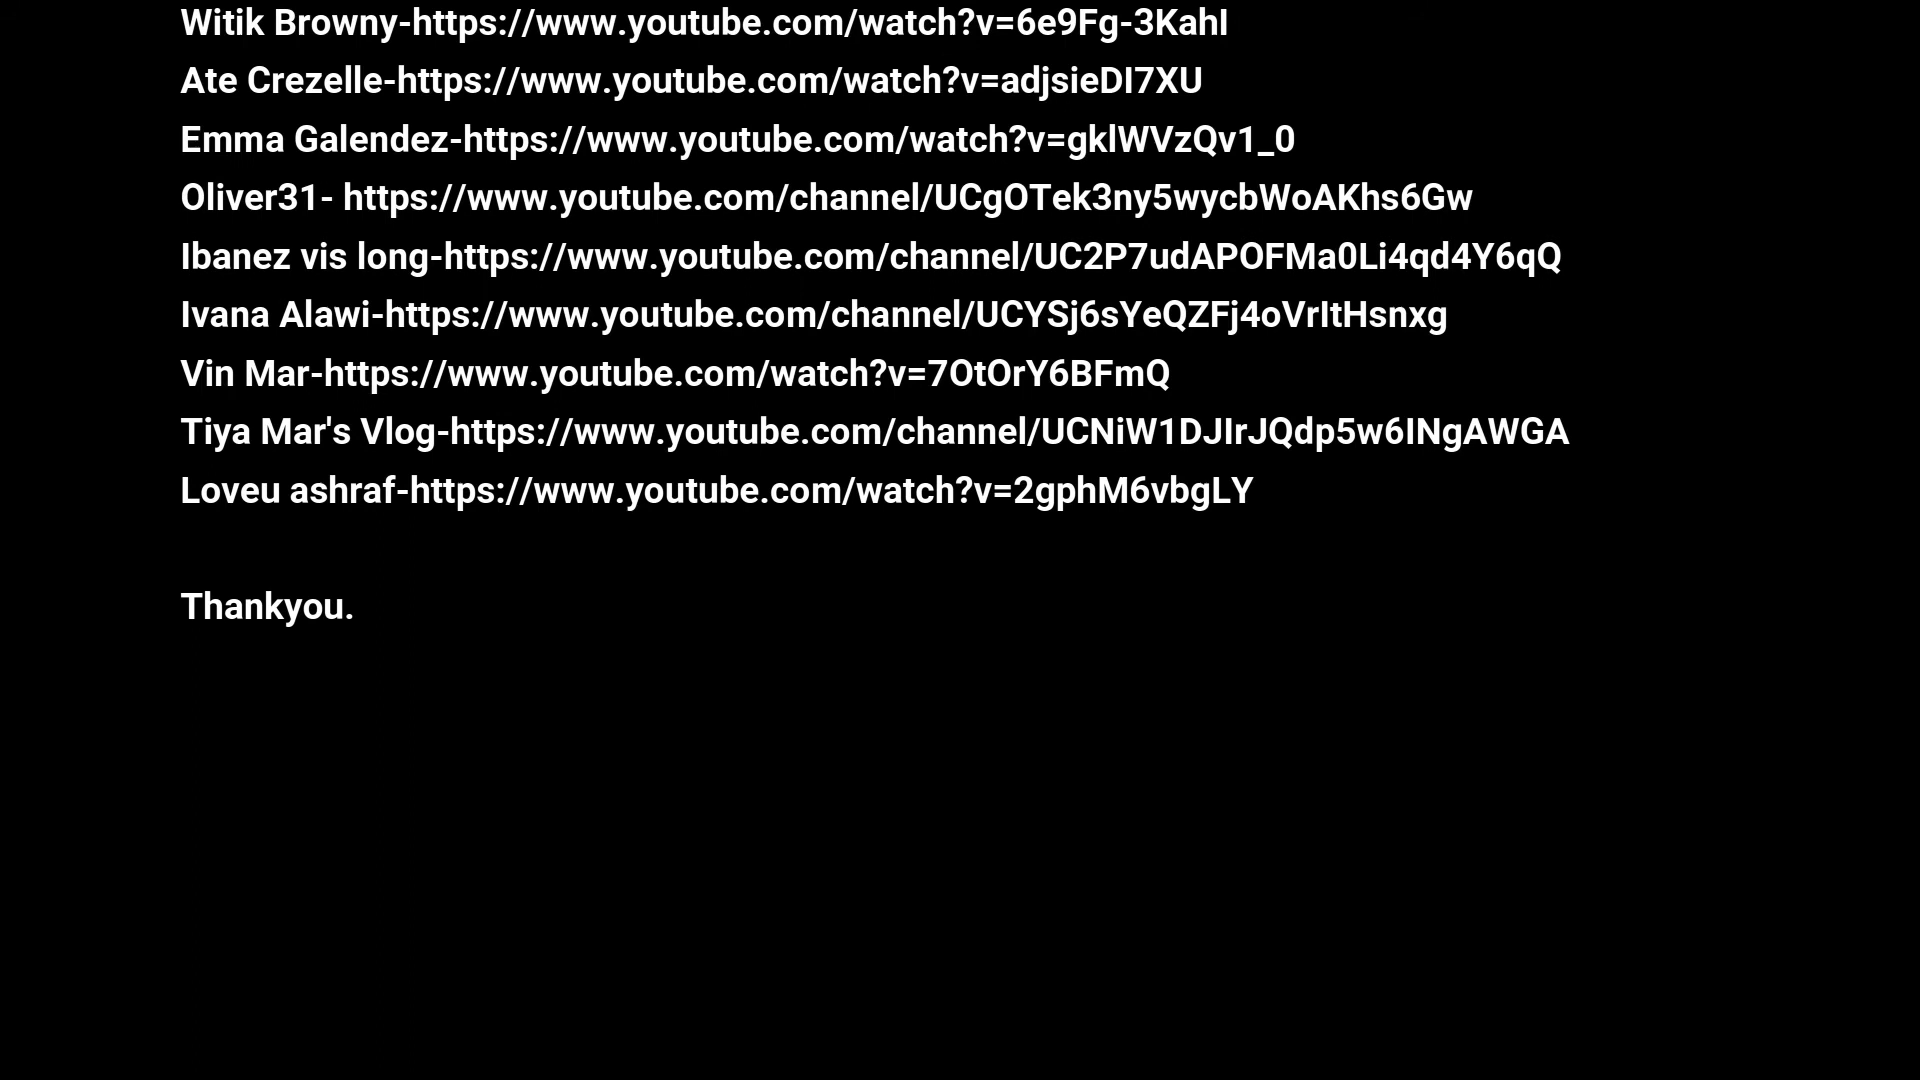 Witik Browny-https://www.youtube.com/watch?v=6e9Fg-3KahI
Ate Crezelle-https://www.youtube.com/watch?v=adjsieDI7XU
Emma Galendez-https://www.youtube.com/watch?v=gklWVzQv1_0
Oliver31- https://www.youtube.com/channel/UCgOTek3ny5wycbWoAKhs6Gw
Ibanez vis long-https://www.youtube.com/channel/UC2P7udAPOFMa0Li4qd4Y6qQ
Ivana Alawi-https://www.youtube.com/channel/UCYSj6sYeQZFj4oVrItHsnxg
Vin Mar-https://www.youtube.com/watch?v=7OtOrY6BFmQ
Tiya Mar's Vlog-https://www.youtube.com/channel/UCNiW1DJIrJQdp5w6INgAWGA
Loveu ashraf-https://www.youtube.com/watch?v=2gphM6vbgLY
Thankyou.